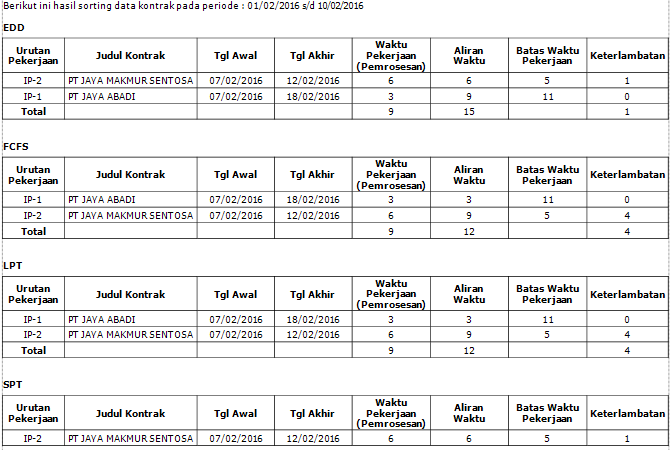 Berikut ini hasil sorting data kontrak pada periode : 01/02/2016 s/d 10/02/2016
EDD
Urutan Pekerjaan Judul Kontrak Tgl Awal Tgl Akhir Waktu Pekerjaan (Pemrosesan) Aliran Waktu Batas Waktu Pekerjaan Keterlambatan
IP-2 PT JAYA MAKMUR SENTOSA 07/02/2016 12/02/2016 6 6 5 1
IP-1 PT JAYA ABADI 07/02/2016 18/02/2016 3 9 11 0
Total 9 15 1
FCFS
Urutan Pekerjaan Judul Kontrak Tgl Awal Tgl Akhir Waktu Pekerjaan (Pemrosesan) Aliran Waktu Batas Waktu Pekerjaan Keterlambatan
IP-1 PT JAYA ABADI 07/02/2016 18/02/2016 3 3 11 0
IP-2 PT JAYA MAKMUR SENTOSA 07/02/2016 12/02/2016 6 9 5 4
Total 9 12 4
LPT
Urutan Pekerjaan Judul Kontrak Tgl Awal Tgl Akhir Waktu Pekerjaan (Pemrosesan) Aliran Waktu Batas Waktu Pekerjaan Keterlambatan
IP-1 PT JAYA ABADI 07/02/2016 18/02/2016 3 3 11 0
IP-2 PT JAYA MAKMUR SENTOSA 07/02/2016 12/02/2016 6 9 5 4
Total 9 12 4
SPT
Urutan Pekerjaan Judul Kontrak Tgl Awal Tgl Akhir Waktu Pekerjaan (Pemrosesan) Aliran Waktu Batas Waktu Pekerjaan Keterlambatan
IP-2 PT JAYA MAKMUR SENTOSA 07/02/2016 12/02/2016 6 6 5 1